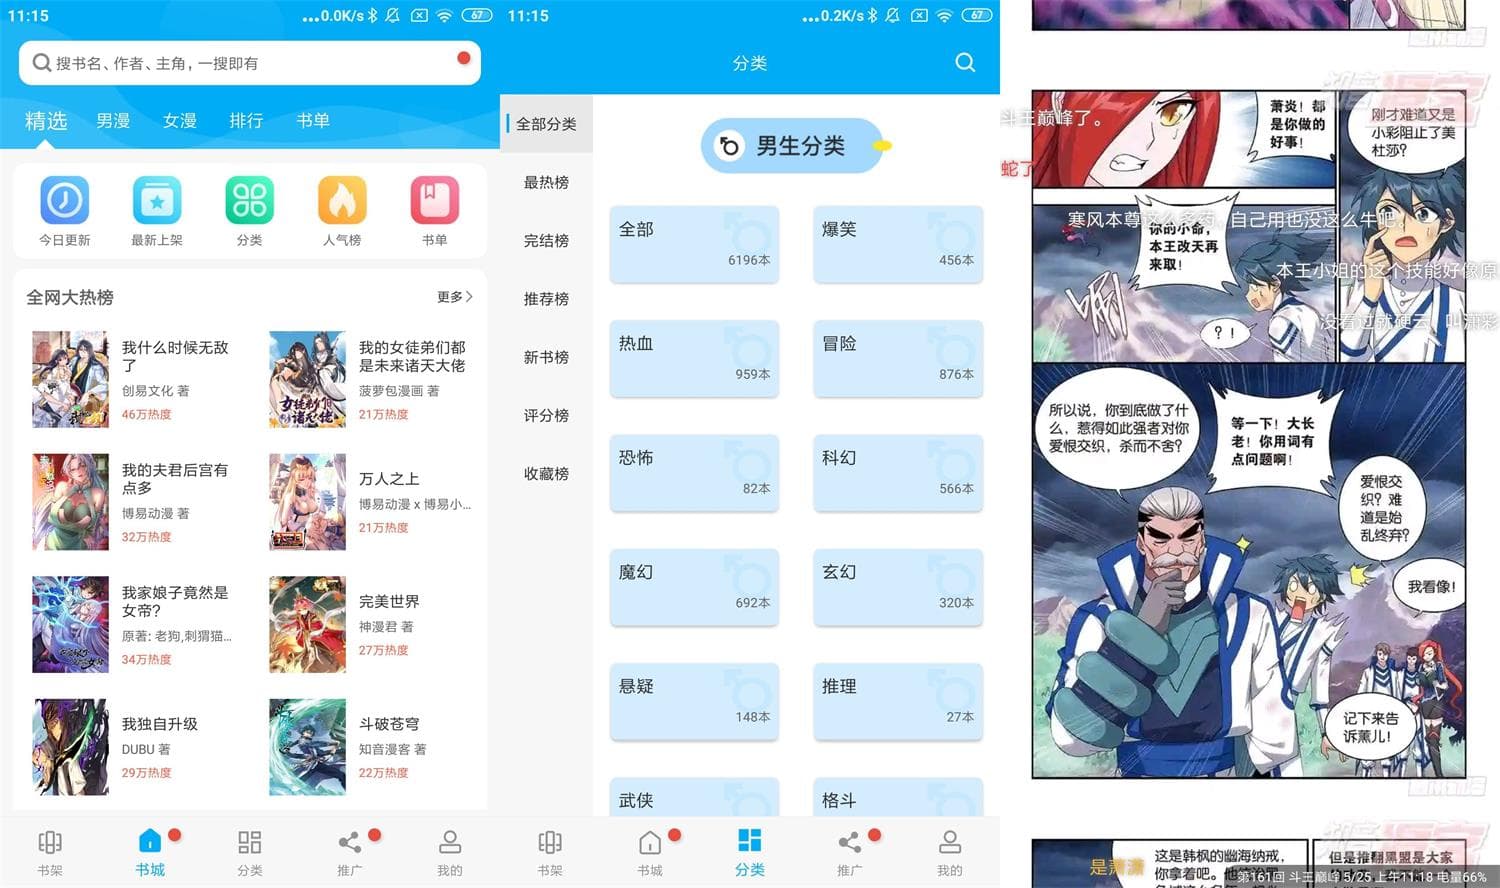 11:15
...0.0K/s
67
搜书名、作者、主角，一搜即有
精选
男漫
女漫
排行
书单
今日更新
最新上架
分类
人气榜
书单
全网大热榜
更多
我什么时候无敌
了
创易文化 著
46万热度
我的女徒弟们都
是未来诸天大佬
菠萝包漫画 著
21万热度
我的夫君后宫有
点多
博易动漫 著
32万热度
万人之上
博易动漫 x 博易小...
21万热度
我家娘子竟然是
女帝?
原著: 老狗,刺猬猫...
34万热度
完美世界
神漫君 著
27万热度
我独自升级
DUBU 著
29万热度
斗破苍穹
知音漫客 著
22万热度
书架
书城
分类
推广
我的
11:15
...0.2K/s
67
分类
全部分类
最热榜
完结榜
推荐榜
新书榜
评分榜
收藏榜
男生分类
全部
6196本
爆笑
456本
热血
959本
冒险
876本
恐怖
82本
科幻
566本
魔幻
692本
玄幻
320本
悬疑
148本
推理
27本
武侠
格斗
书架
书城
分类
推广
我的
斗王巅峰了。
萧炎！都
是你做的
好事！
刚才难道又是
小彩阻止了美
杜莎？
蛇了
寒风本尊这么多药，自己用也没这么牛吧。
你的小命，
本王改天再
来取！
本王小姐的这个技能好像原
唰
？！
没看过就硬云，叫潇彩
所以说，你到底做了什
么，惹得如此强者对你
爱恨交织，杀而不舍？
等一下！大长
老！你用词有
点问题啊！
爱恨交
织？难
道是始
乱终弃？
我看像！
记下来告
诉薰儿！
是萧潇
这是韩枫的幽海纳戒，
你拿着吧。
但是推翻黑盟是大家
第161回 斗王巅峰 5/25 上午11:18 电量66%